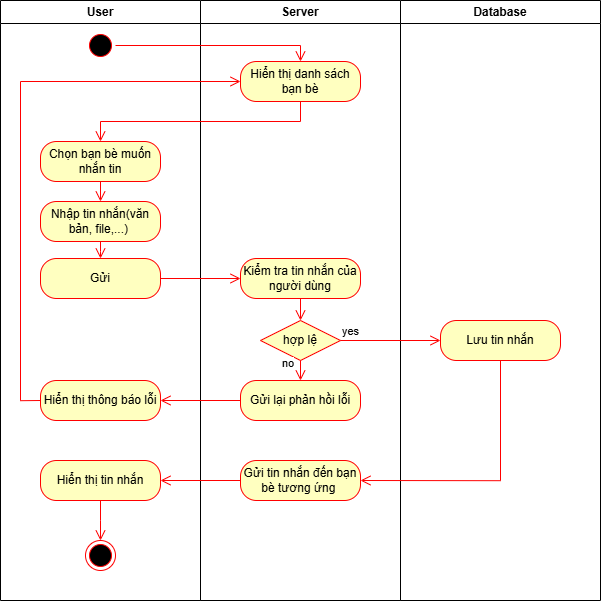 User
Server
Database
Hiển thị danh sách
bạn bè
Chọn bạn bè muốn
nhắn tin
Nhập tin nhắn(văn
bản, file,...)
Gửi
Kiểm tra tin nhắn của
người dùng
hợp lệ
yes
Lưu tin nhắn
no
Hiển thị thông báo lỗi
Gửi lại phản hồi lỗi
Hiển thị tin nhắn
Gửi tin nhắn đến bạn
bè tương ứng